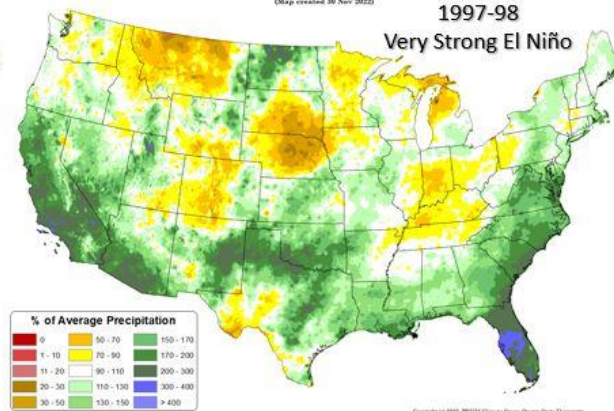 (Map created 30 Nov 2022)
1997-98
Very Strong El Niño
% of Average Precipitation
0
50 - 70
150 - 170
1 - 10
70 - 90
170 - 200
11 - 20
90 - 110
200 - 300
20 - 30
110 - 130
300 - 400
30 - 50
130 - 150
> 400